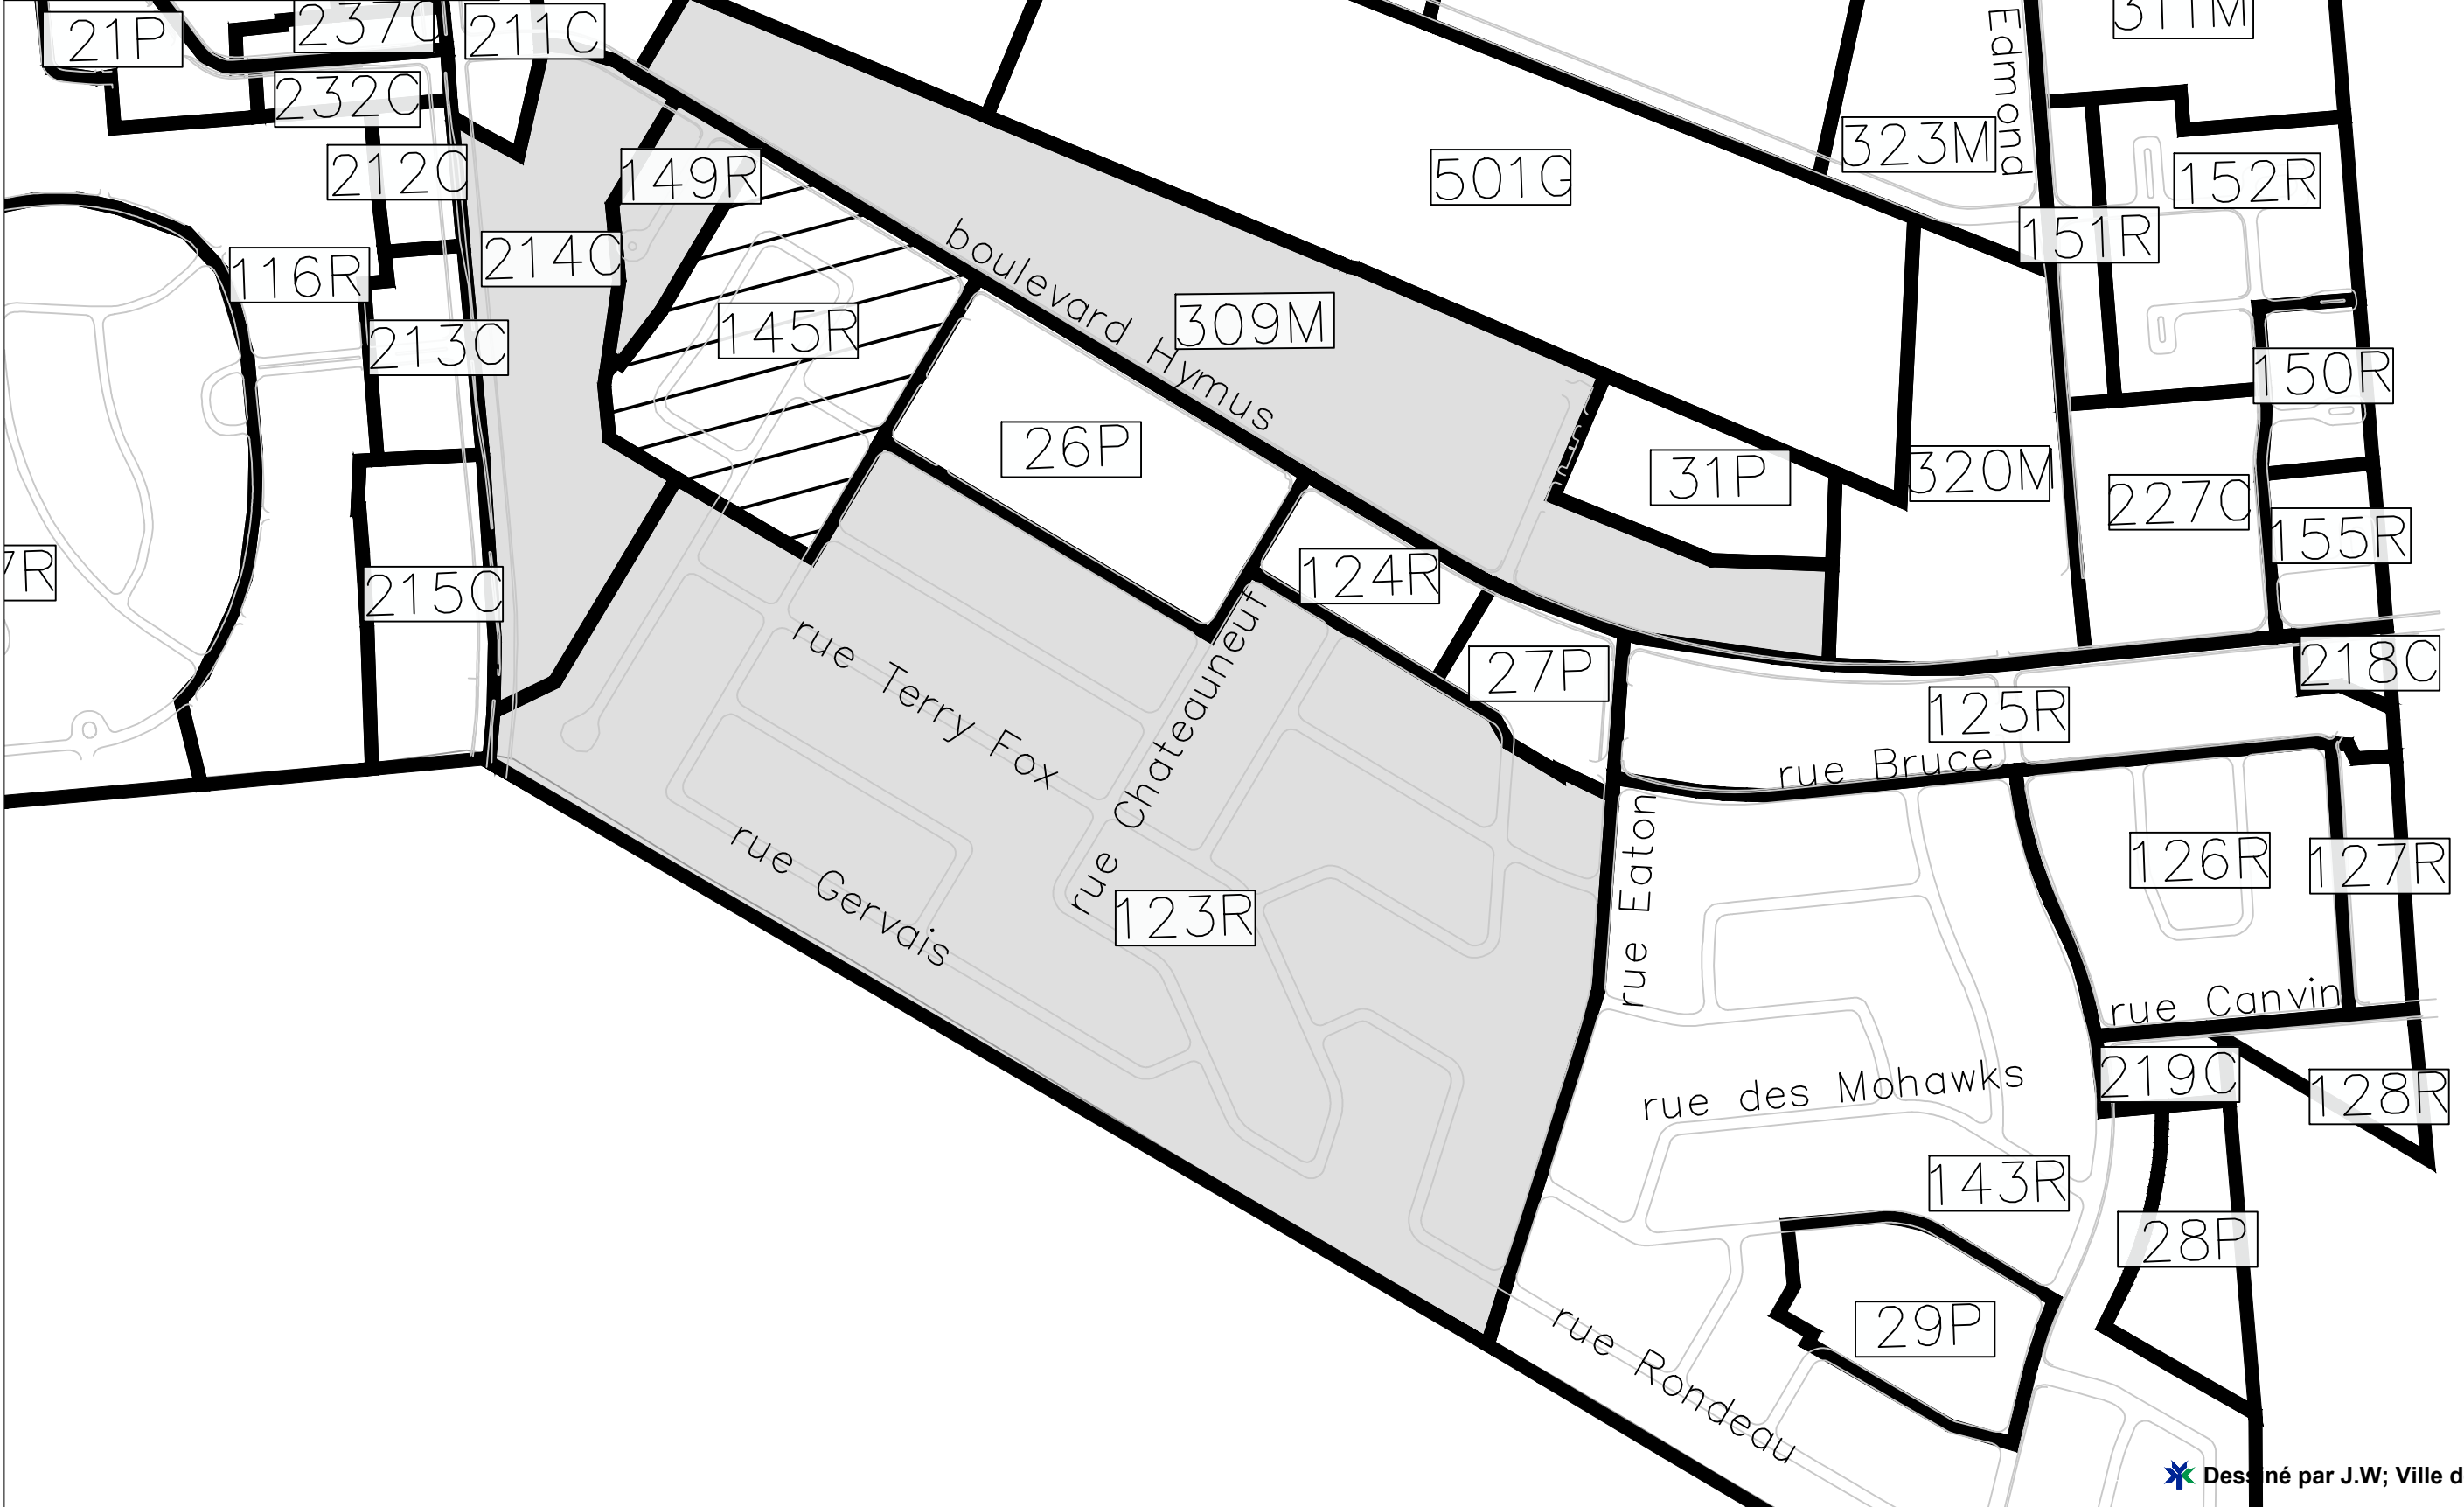 21P
237C
211C
311M
Edmond
232C
323M
212C
149R
501C
152R
151R
214C
116R
boulevard Hymus
309M
145R
213C
150R
26P
31P
320M
227C
155R
7R
215C
124R
rue Terry Fox
rue Chateauneuf
27P
218C
125R
rue Bruce
rue Gervais
rue Eaton
126R
127R
123R
rue Canvin
rue des Mohawks
219C
128R
143R
28P
29P
rue Rondeau
Dessiné par J.W; Ville d